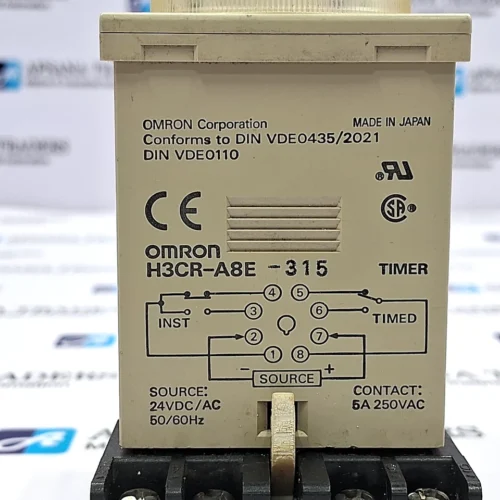 OMRON Corporation MADE IN JAPAN
Conforms to DIN VDE0435/2021
DIN VDE0110
CE
omron
H3CR-A8E -315 TIMER
4 5
3 6
INST TIMED
2 7
1 8
- SOURCE +
SOURCE: CONTACT:
24VDC/AC 5A 250VAC
50/60Hz